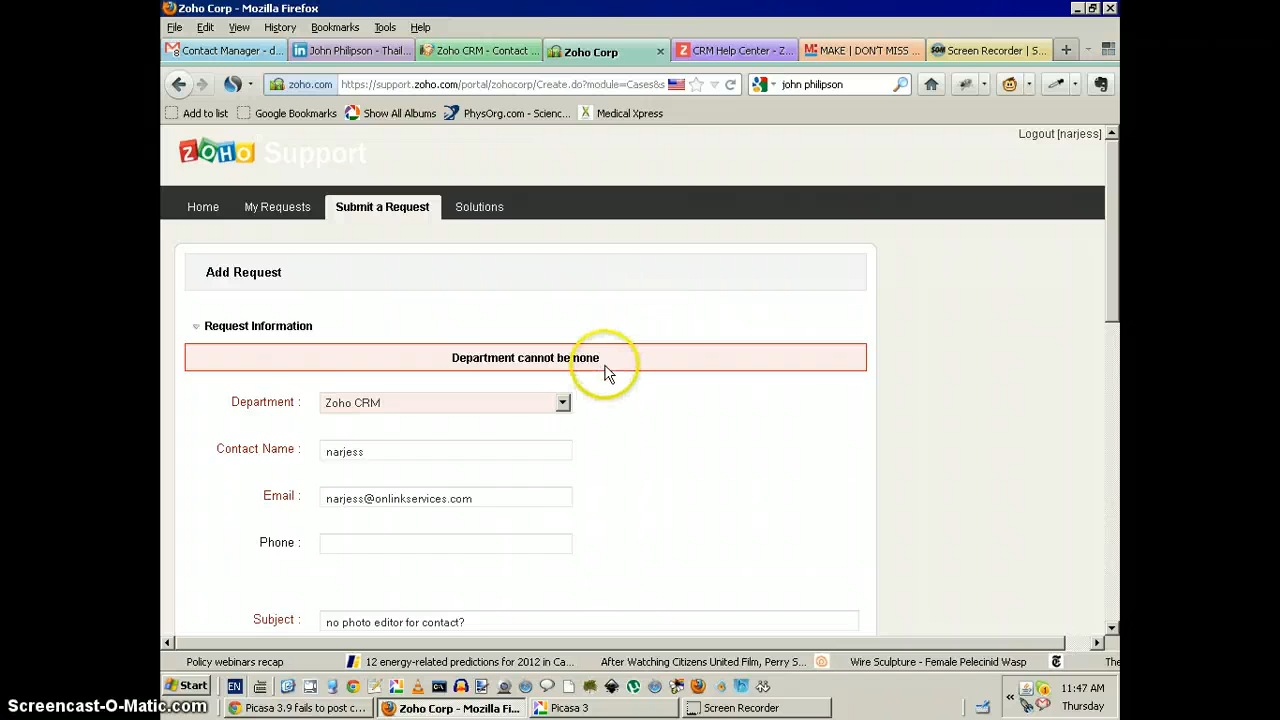 Zoho Corp - Mozilla Firefox
File Edit View History Bookmarks Tools Help
Contact Manager - d... John Philipson - Thail... Zoho CRM - Contact ... Zoho Corp CRM Help Center - Z... MAKE | DON'T MISS ... Screen Recorder | S...
zoho.com https://support.zoho.com/portal/zohocorp/Create.do?module=Cases&s john philipson
Add to list Google Bookmarks Show All Albums PhysOrg.com - Scienc... Medical Xpress
Logout [narjess]
ZOHO Support
Home My Requests Submit a Request Solutions
Add Request
Request Information
Department cannot be none
Department : Zoho CRM
Contact Name : narjess
Email : narjess@onlinkservices.com
Phone :
Subject : no photo editor for contact?
Policy webinars recap 12 energy-related predictions for 2012 in Ca... After Watching Citizens United Film, Perry S... Wire Sculpture - Female Pelecinid Wasp The
Start EN 11:47 AM
Picasa 3.9 fails to post c... Zoho Corp - Mozilla Fi... Picasa 3 Screen Recorder Thursday
Screencast-O-Matic.com